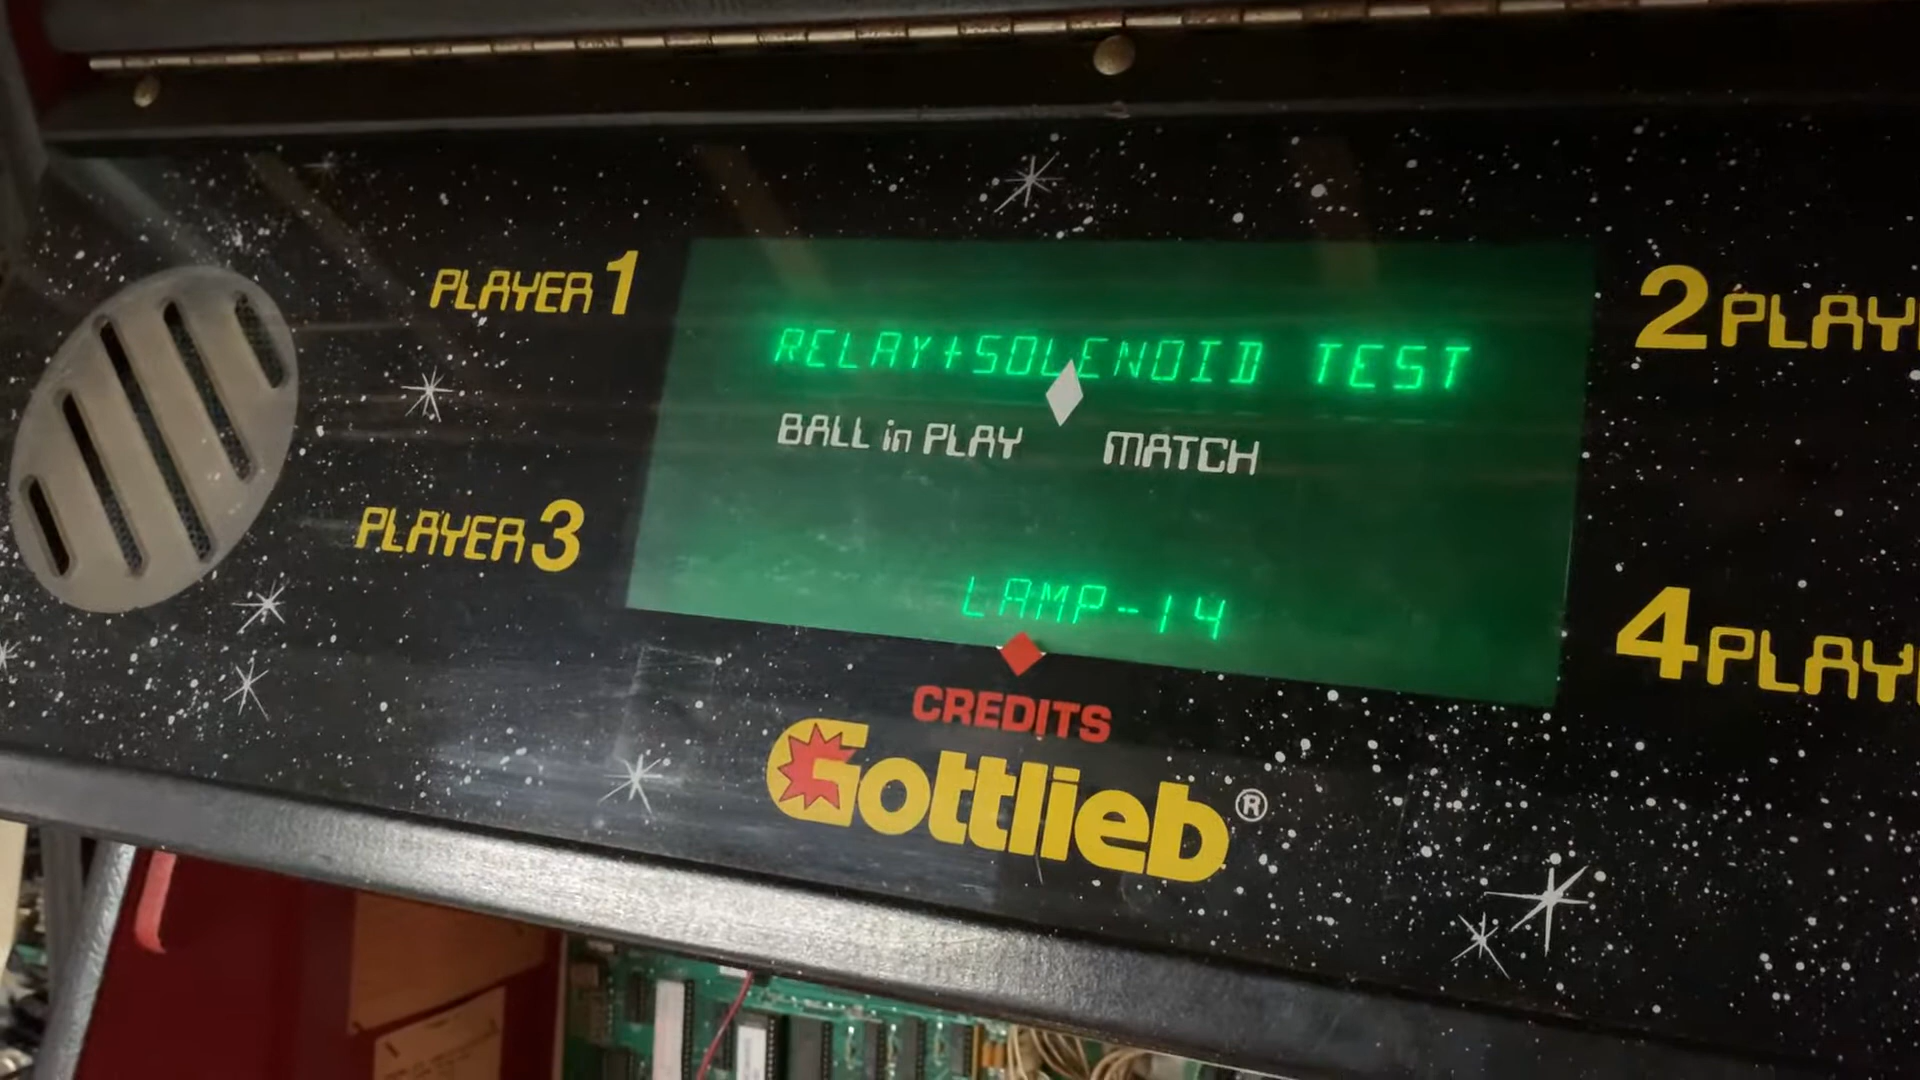 PLAYER 1
RELAY+SOLENOID TEST
2 PLAY
BALL in PLAY MATCH
PLAYER 3
LAMP-14
4 PLAY
CREDITS
Gottlieb®